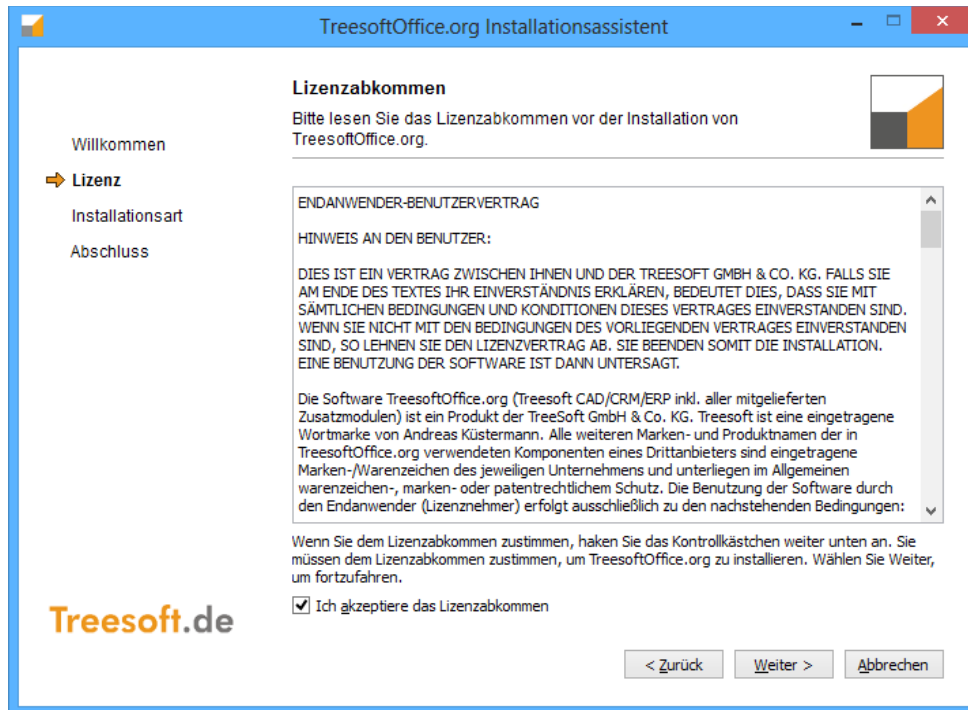 TreesoftOffice.org Installationsassistent
Willkommen
Lizenz
Installationsart
Abschluss
Lizenzabkommen
Bitte lesen Sie das Lizenzabkommen vor der Installation von
TreesoftOffice.org.
ENDANWENDER-BENUTZERVERTRAG
HINWEIS AN DEN BENUTZER:
DIES IST EIN VERTRAG ZWISCHEN IHNEN UND DER TREESOFT GMBH & CO. KG. FALLS SIE
AM ENDE DES TEXTES IHR EINVERSTÄNDNIS ERKLÄREN, BEDEUTET DIES, DASS SIE MIT
SÄMTLICHEN BEDINGUNGEN UND KONDITIONEN DIESES VERTRAGES EINVERSTANDEN SIND.
WENN SIE NICHT MIT DEN BEDINGUNGEN DES VORLIEGENDEN VERTRAGES EINVERSTANDEN
SIND, SO LEHNEN SIE DEN LIZENZVERTRAG AB. SIE BEENDEN SOMIT DIE INSTALLATION.
EINE BENUTZUNG DER SOFTWARE IST DANN UNTERSAGT.
Die Software TreesoftOffice.org (Treesoft CAD/CRM/ERP inkl. aller mitgelieferten
Zusatzmodulen) ist ein Produkt der TreeSoft GmbH & Co. KG. Treesoft ist eine eingetragene
Wortmarke von Andreas Küstermann. Alle weiteren Marken- und Produktnamen der in
TreesoftOffice.org verwendeten Komponenten eines Drittanbieters sind eingetragene
Marken-/Warenzeichen des jeweiligen Unternehmens und unterliegen im Allgemeinen
warenzeichen-, marken- oder patentrechtlichem Schutz. Die Benutzung der Software durch
den Endanwender (Lizenznehmer) erfolgt ausschließlich zu den nachstehenden Bedingungen:
Wenn Sie dem Lizenzabkommen zustimmen, haken Sie das Kontrollkästchen weiter unten an. Sie
müssen dem Lizenzabkommen zustimmen, um TreesoftOffice.org zu installieren. Wählen Sie Weiter,
um fortzufahren.
Ich akzeptiere das Lizenzabkommen
Treesoft.de
< Zurück
Weiter >
Abbrechen